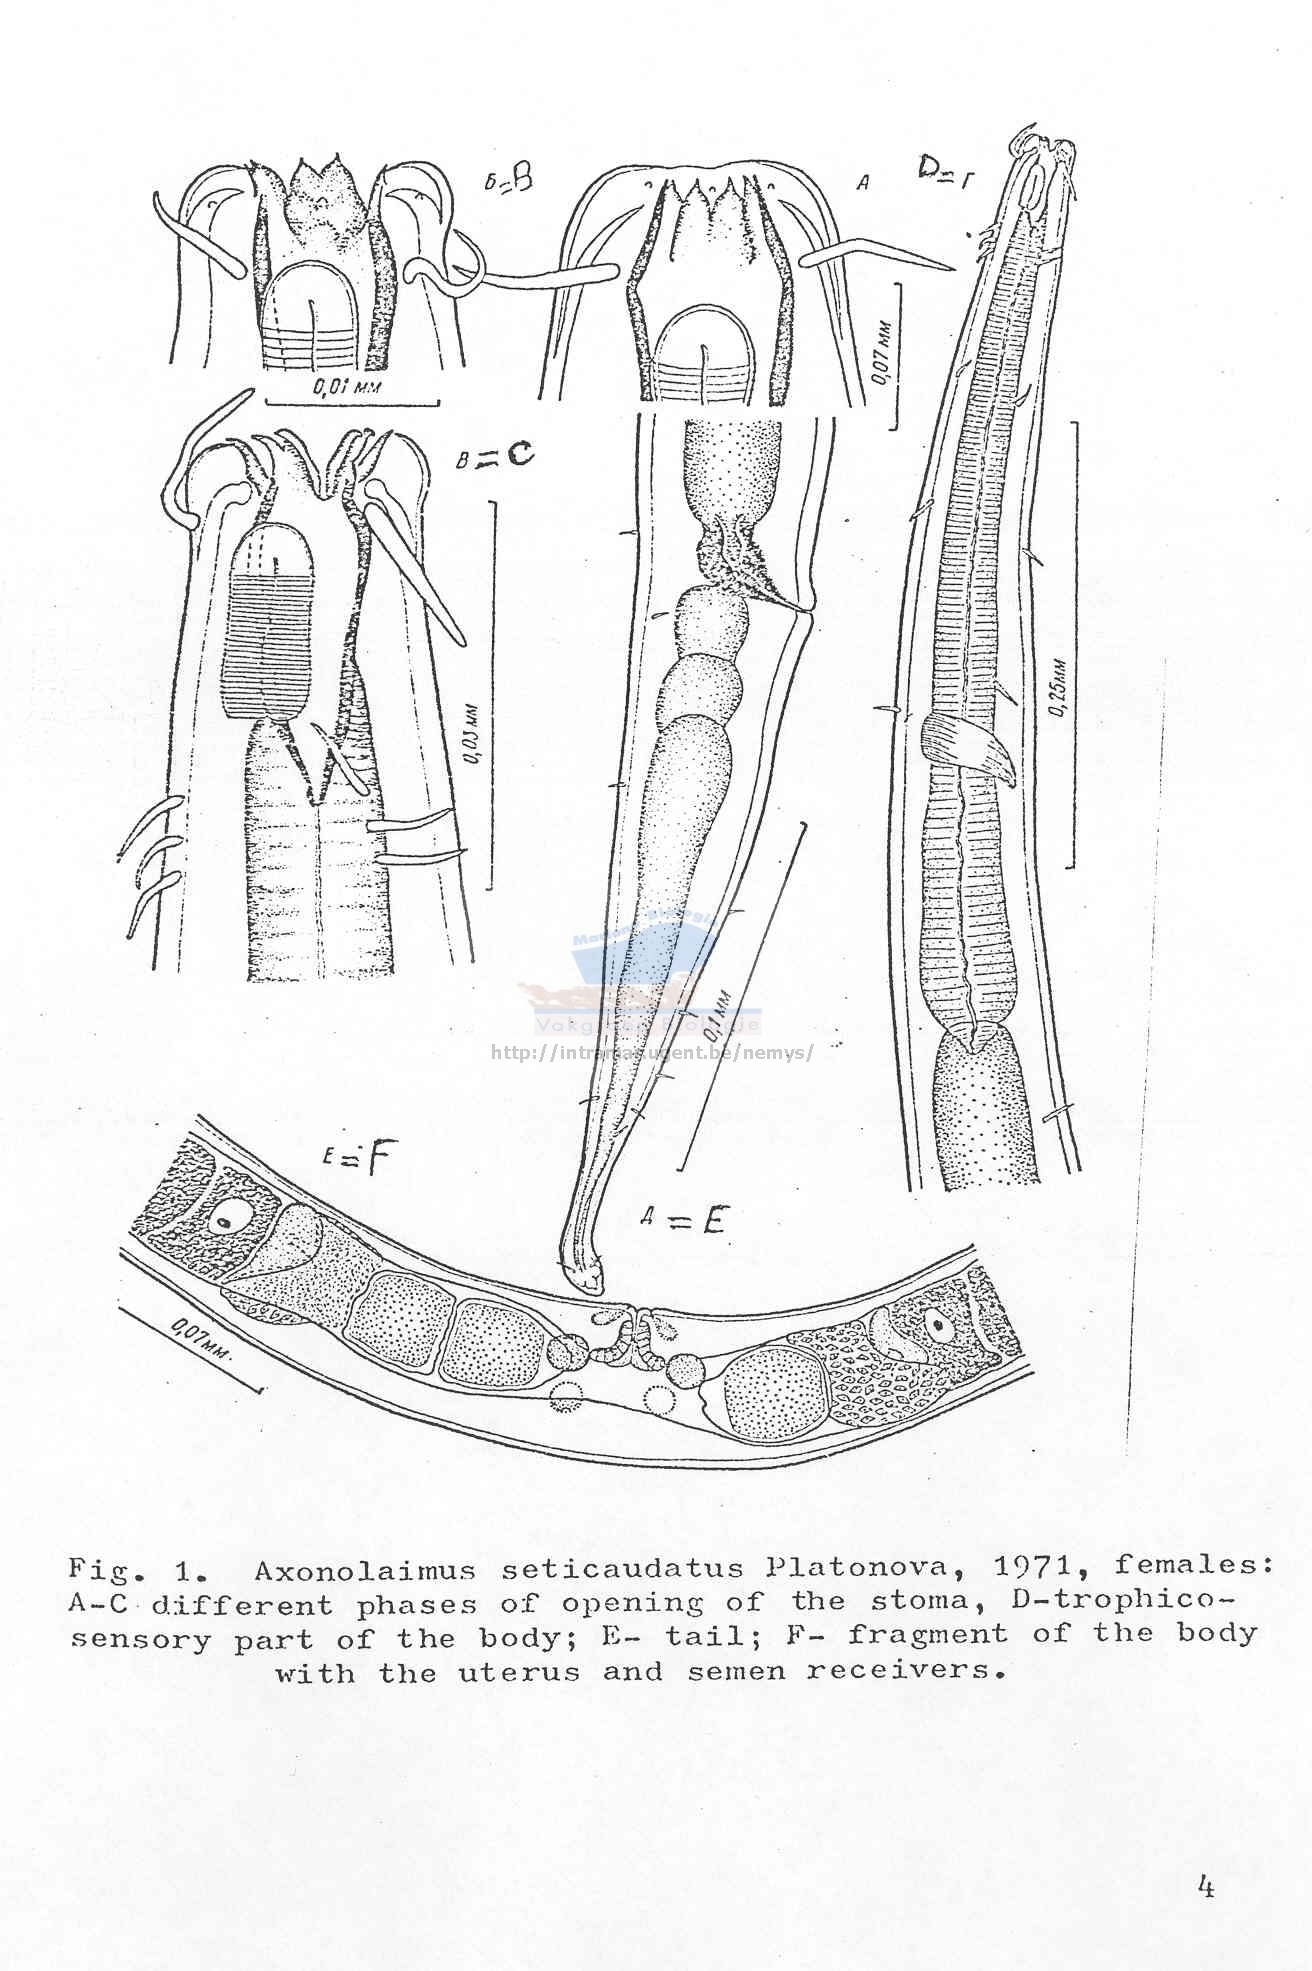 Б=B
A
D=Г
0,01 мм
0,07 мм
В=C
0,03 мм
0,25мм
Mariene Biologie
0,1 мм
Vakgroep Biologie
http://intramar.ugent.be/nemys/
Е=F
Д=E
0,07мм.
Fig. 1. Axonolaimus seticaudatus Platonova, 1971, females:
A-C different phases of opening of the stoma, D-trophico-
sensory part of the body; E- tail; F- fragment of the body
with the uterus and semen receivers.
4